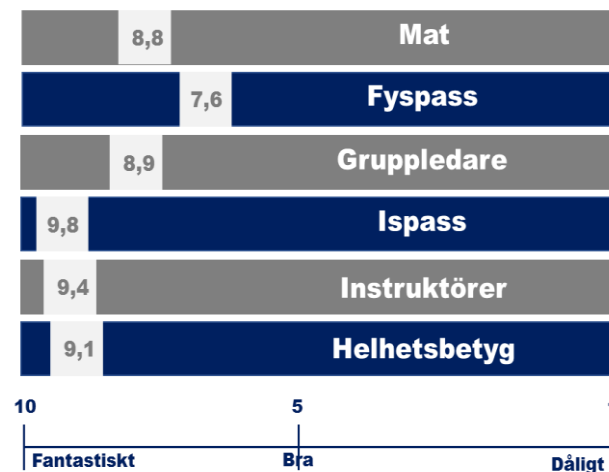 8,8 Mat
7,6 Fyspass
8,9 Gruppledare
9,8 Ispass
9,4 Instruktörer
9,1 Helhetsbetyg
10 5
Fantastiskt Bra Dåligt